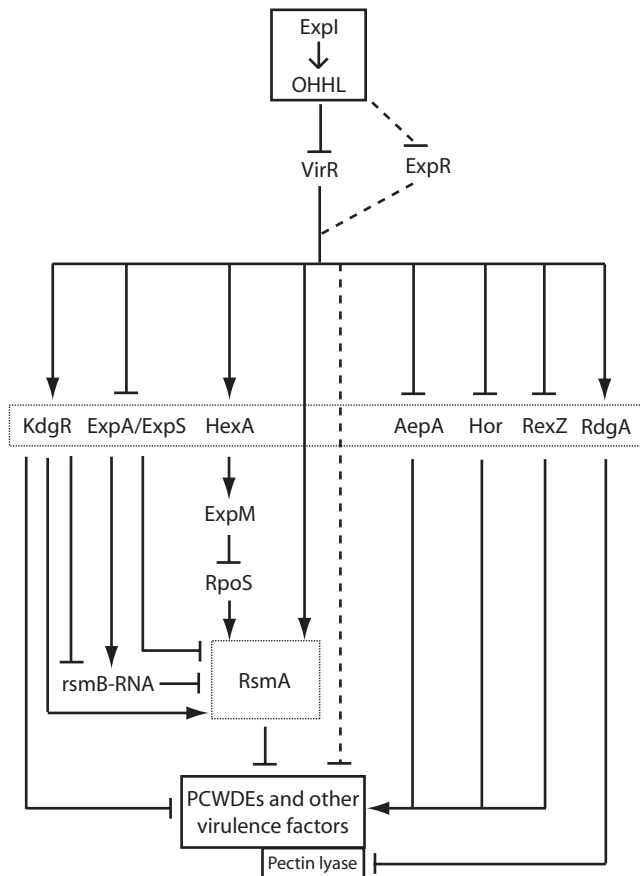 ExpI
OHHL
VirR
ExpR
KdgR ExpA/ExpS HexA AepA Hor RexZ RdgA
ExpM
RpoS
rsmB-RNA RsmA
PCWDEs and other
virulence factors
Pectin lyase